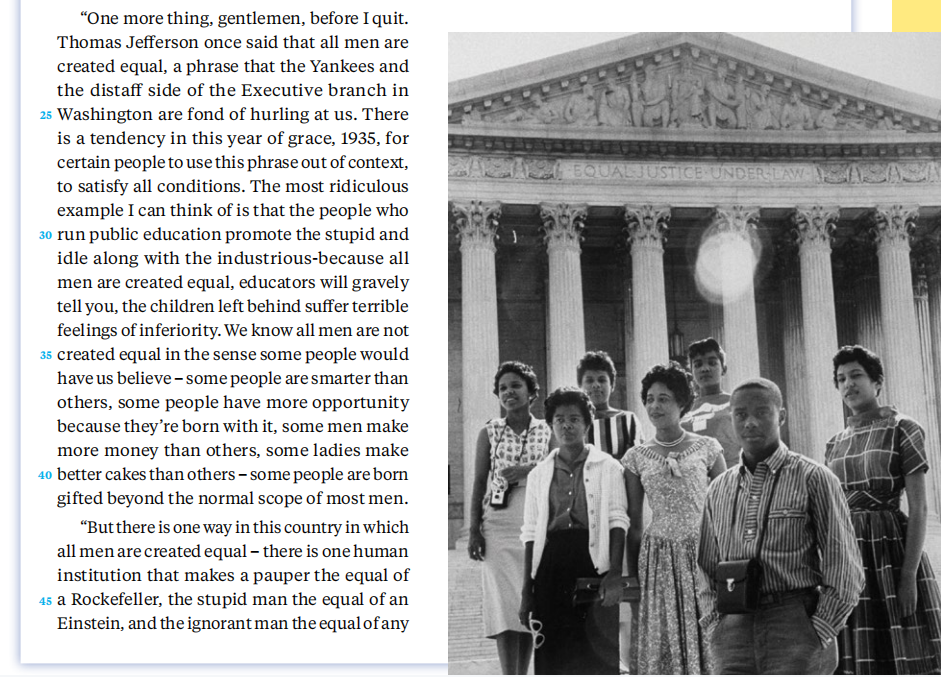 “One more thing, gentlemen, before I quit.
Thomas Jefferson once said that all men are
created equal, a phrase that the Yankees and
the distaff side of the Executive branch in
25 Washington are fond of hurling at us. There
is a tendency in this year of grace, 1935, for
certain people to use this phrase out of context,
to satisfy all conditions. The most ridiculous
example I can think of is that the people who
30 run public education promote the stupid and
idle along with the industrious-because all
men are created equal, educators will gravely
tell you, the children left behind suffer terrible
feelings of inferiority. We know all men are not
35 created equal in the sense some people would
have us believe – some people are smarter than
others, some people have more opportunity
because they’re born with it, some men make
more money than others, some ladies make
40 better cakes than others – some people are born
gifted beyond the normal scope of most men.
“But there is one way in this country in which
all men are created equal – there is one human
institution that makes a pauper the equal of
45 a Rockefeller, the stupid man the equal of an
Einstein, and the ignorant man the equal of any
EQUAL·JUSTICE·UNDER·LAW